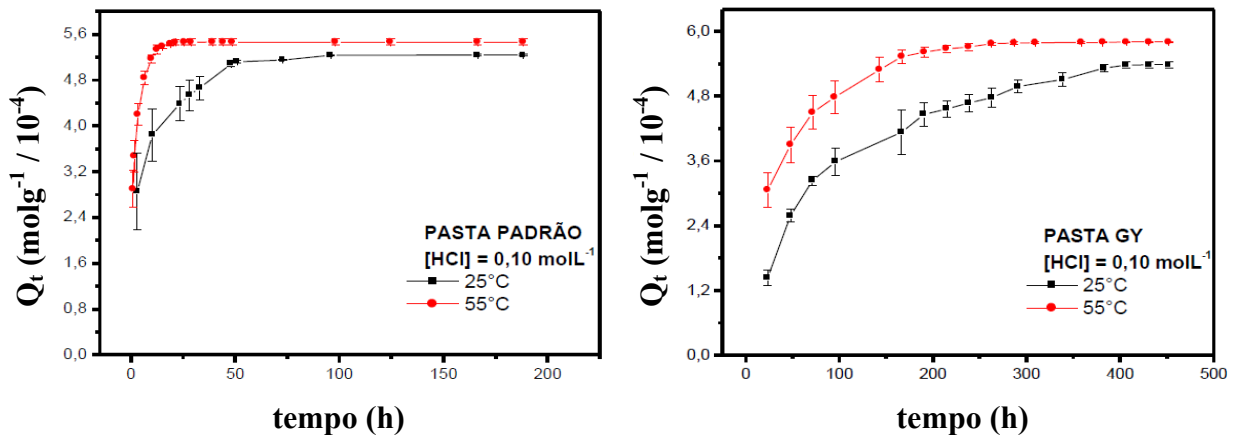 Qt (molg-1 / 10-4)
5,6
4,8
4,0
3,2
2,4
1,6
0,8
0,0
PASTA PADRÃO
[HCl] = 0,10 molL-1
25°C
55°C
0
50
100
150
200
tempo (h)
Qt (molg-1 / 10-4)
6,0
4,8
3,6
2,4
1,2
0,0
PASTA GY
[HCl] = 0,10 molL-1
25°C
55°C
0
100
200
300
400
500
tempo (h)